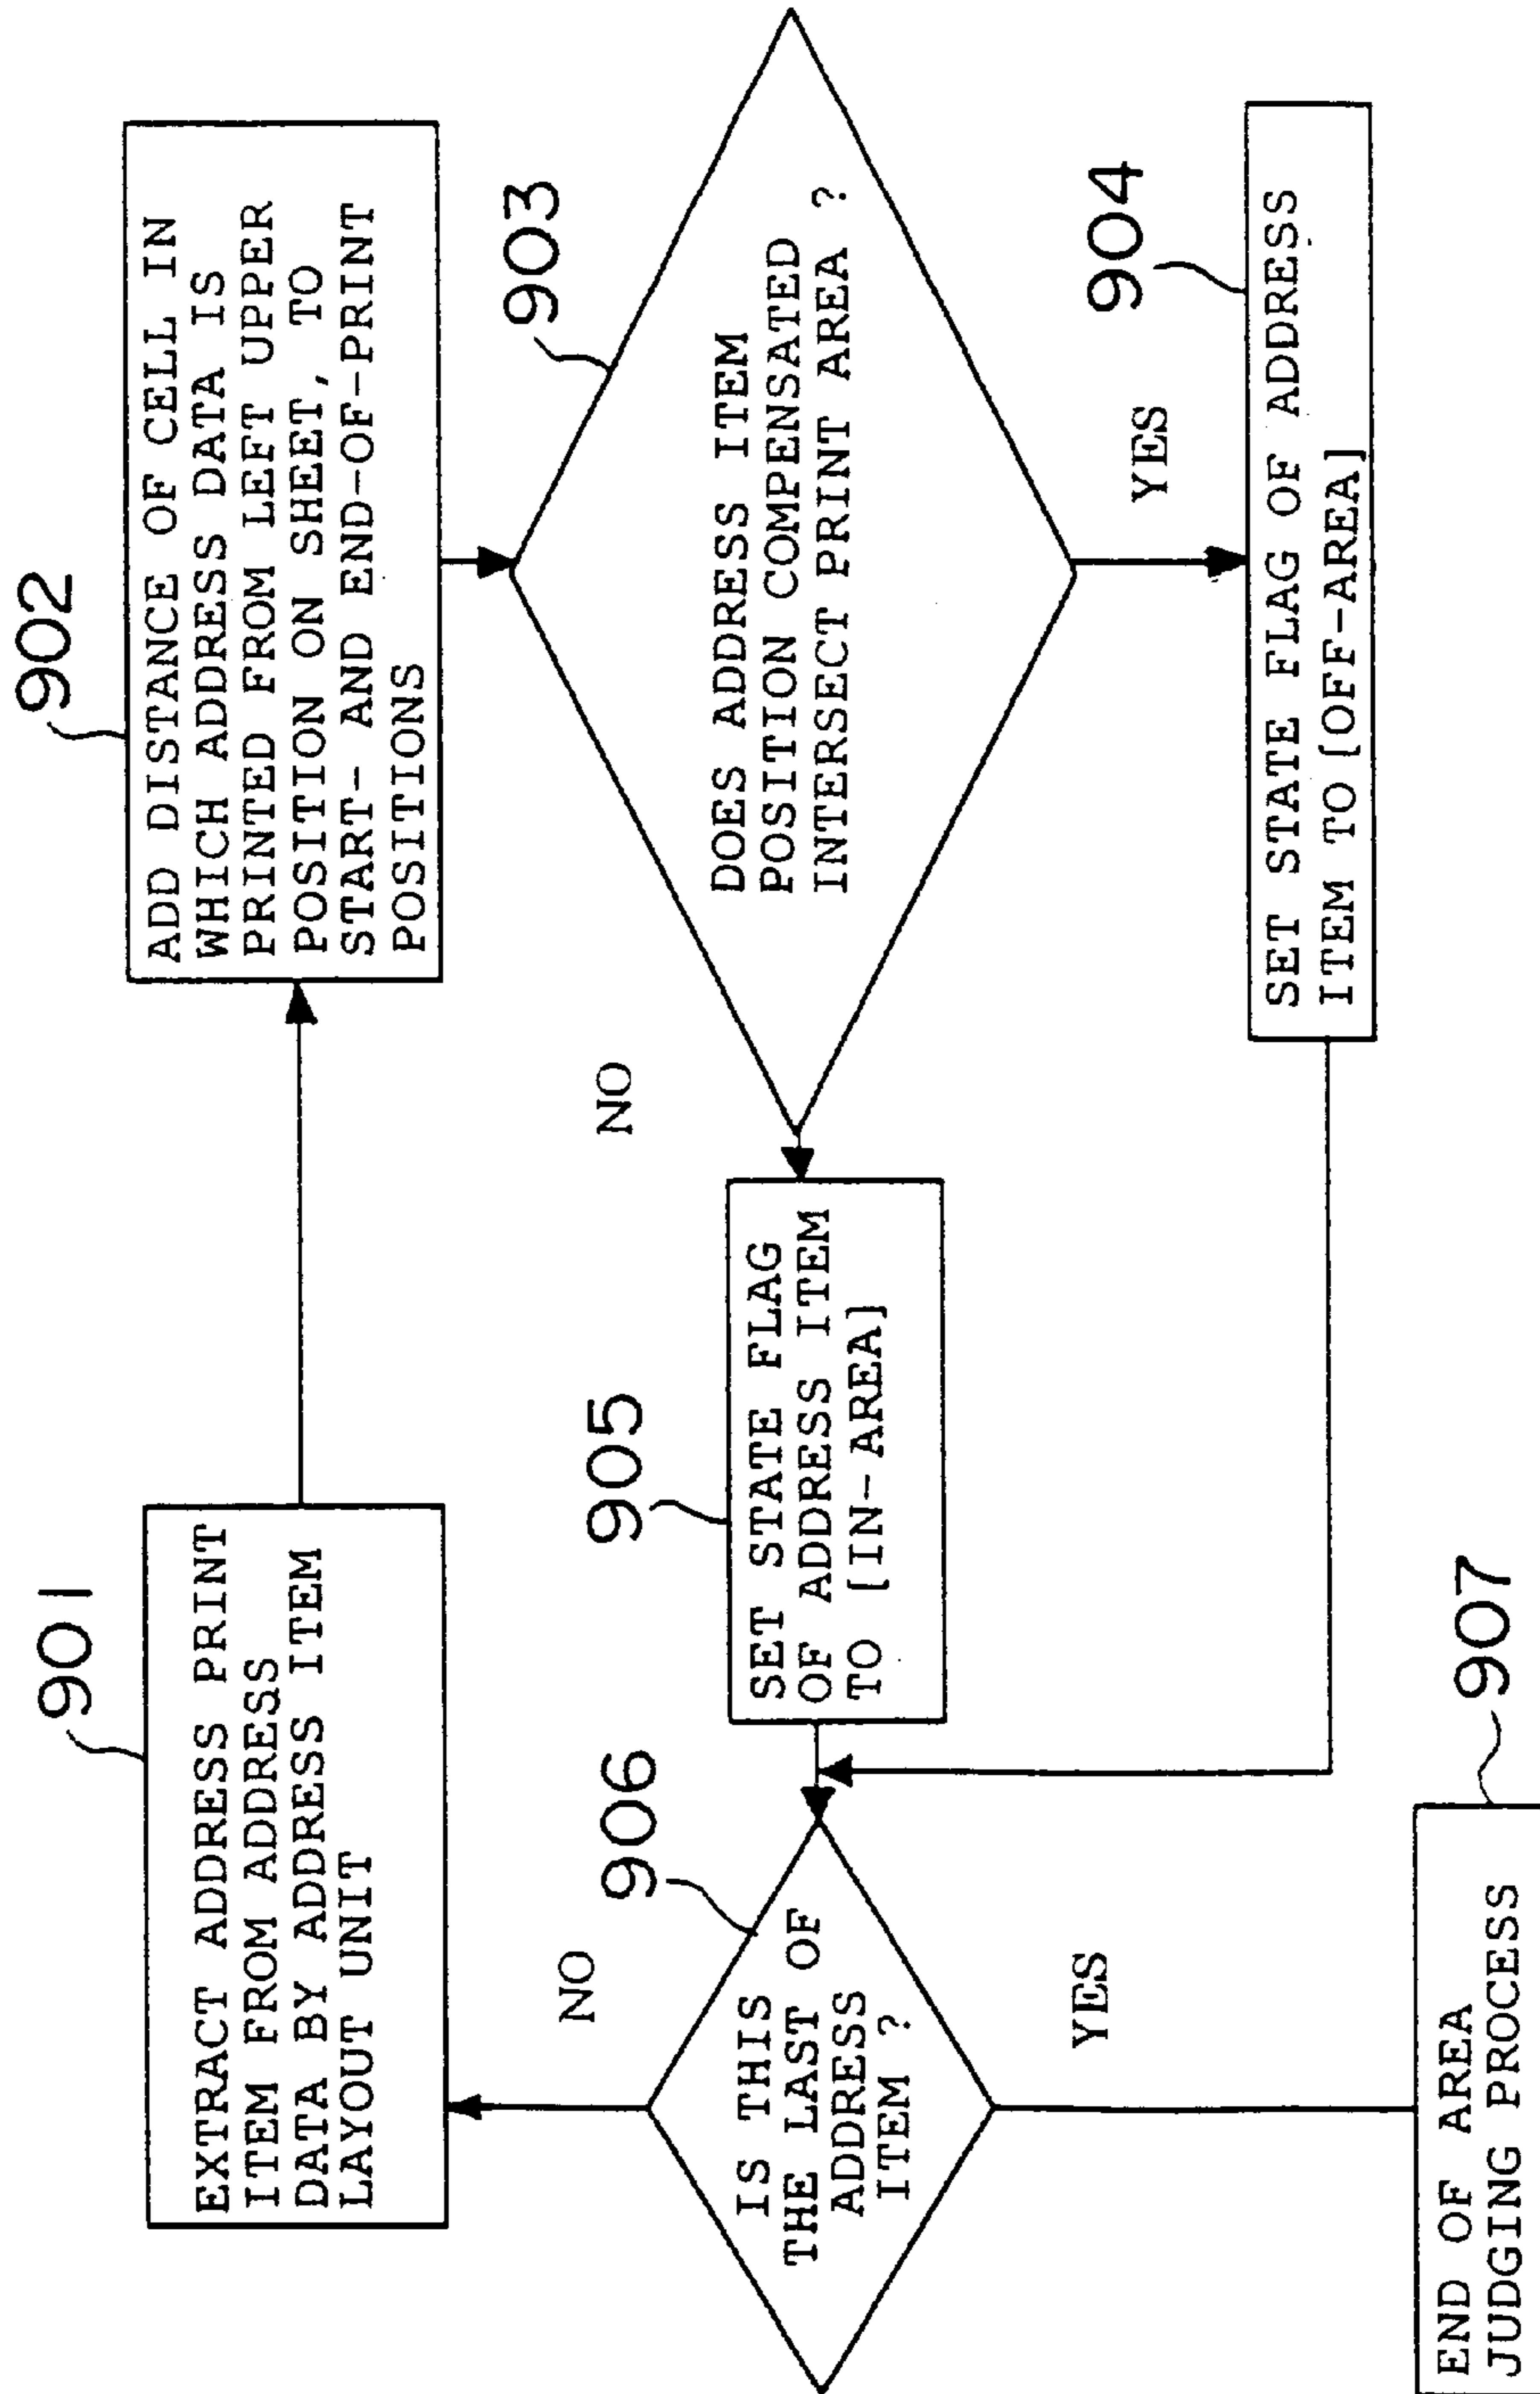 901
EXTRACT ADDRESS PRINT
ITEM FROM ADDRESS
DATA BY ADDRESS ITEM
LAYOUT UNIT
902
ADD DISTANCE OF CELL IN
WHICH ADDRESS DATA IS
PRINTED FROM LEFT UPPER
POSITION ON SHEET, TO
START- AND END-OF-PRINT
POSITIONS
903
DOES ADDRESS ITEM
POSITION COMPENSATED
INTERSECT PRINT AREA ?
NO
YES
904
SET STATE FLAG OF ADDRESS
ITEM TO [OFF-AREA]
905
SET STATE FLAG
OF ADDRESS ITEM
TO [IN-AREA]
906
IS THIS
THE LAST OF
ADDRESS
ITEM ?
NO
YES
907
END OF AREA
JUDGING PROCESS